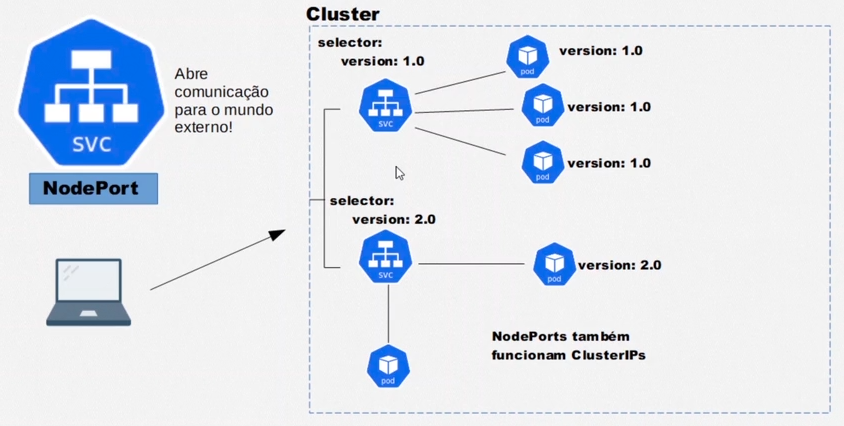 Cluster
SVC
NodePort
Abre
comunicação
para o mundo
externo!
selector:
version: 1.0
svc
pod
version: 1.0
pod
version: 1.0
pod
version: 1.0
selector:
version: 2.0
svc
pod
version: 2.0
NodePorts também
funcionam ClusterIPs
pod